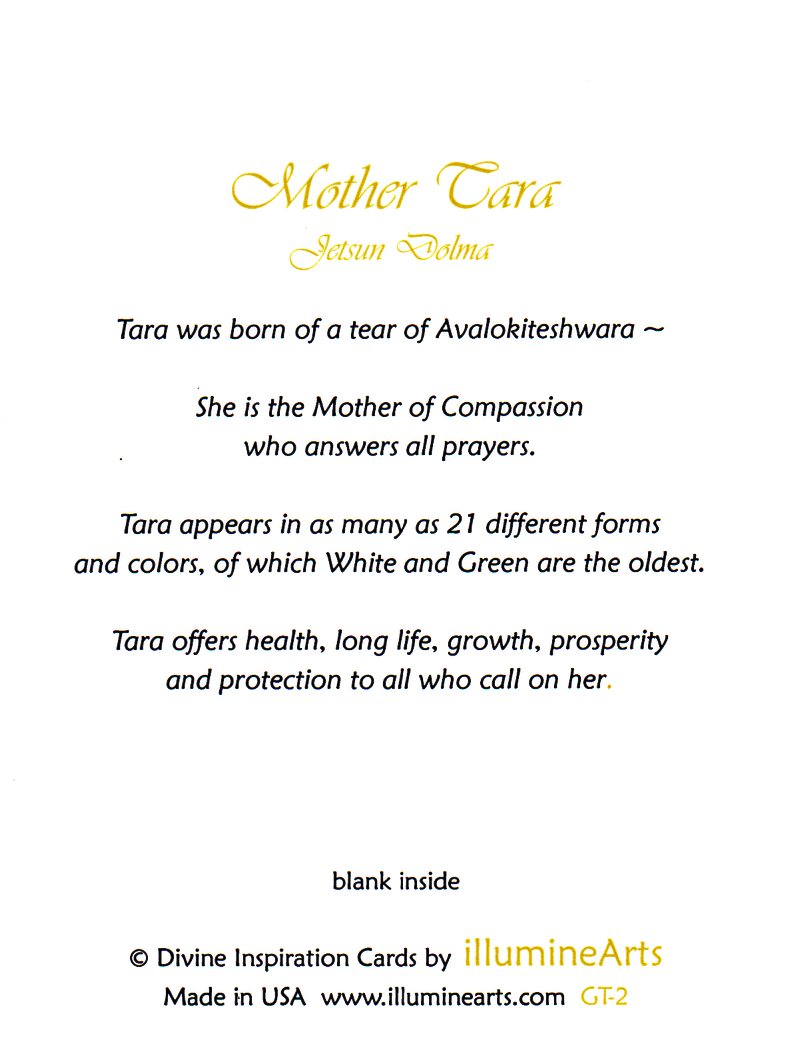 Mother Tara
Jetsun Dolma
Tara was born of a tear of Avalokiteshwara ~
She is the Mother of Compassion
who answers all prayers.
Tara appears in as many as 21 different forms
and colors, of which White and Green are the oldest.
Tara offers health, long life, growth, prosperity
and protection to all who call on her.
blank inside
© Divine Inspiration Cards by illumineArts
Made in USA www.illuminearts.com GT-2